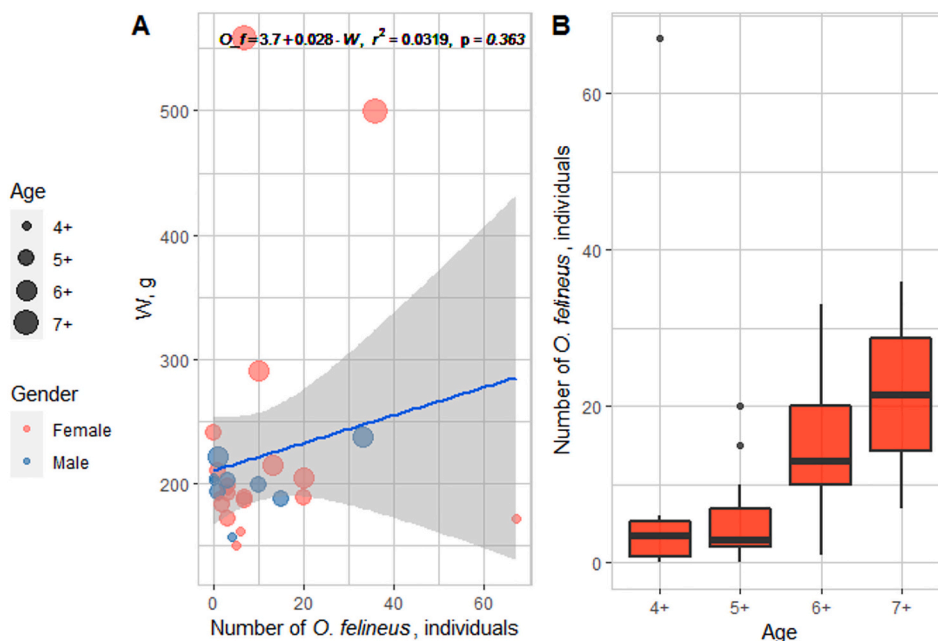 A
O_f = 3.7 + 0.028 · W, r² = 0.0319, p = 0.363
500
400
300
200
W, g
0
20
40
60
Number of O. felineus, individuals
Age
4+
5+
6+
7+
Gender
Female
Male
B
60
40
20
0
Number of O. felineus, individuals
4+
5+
6+
7+
Age